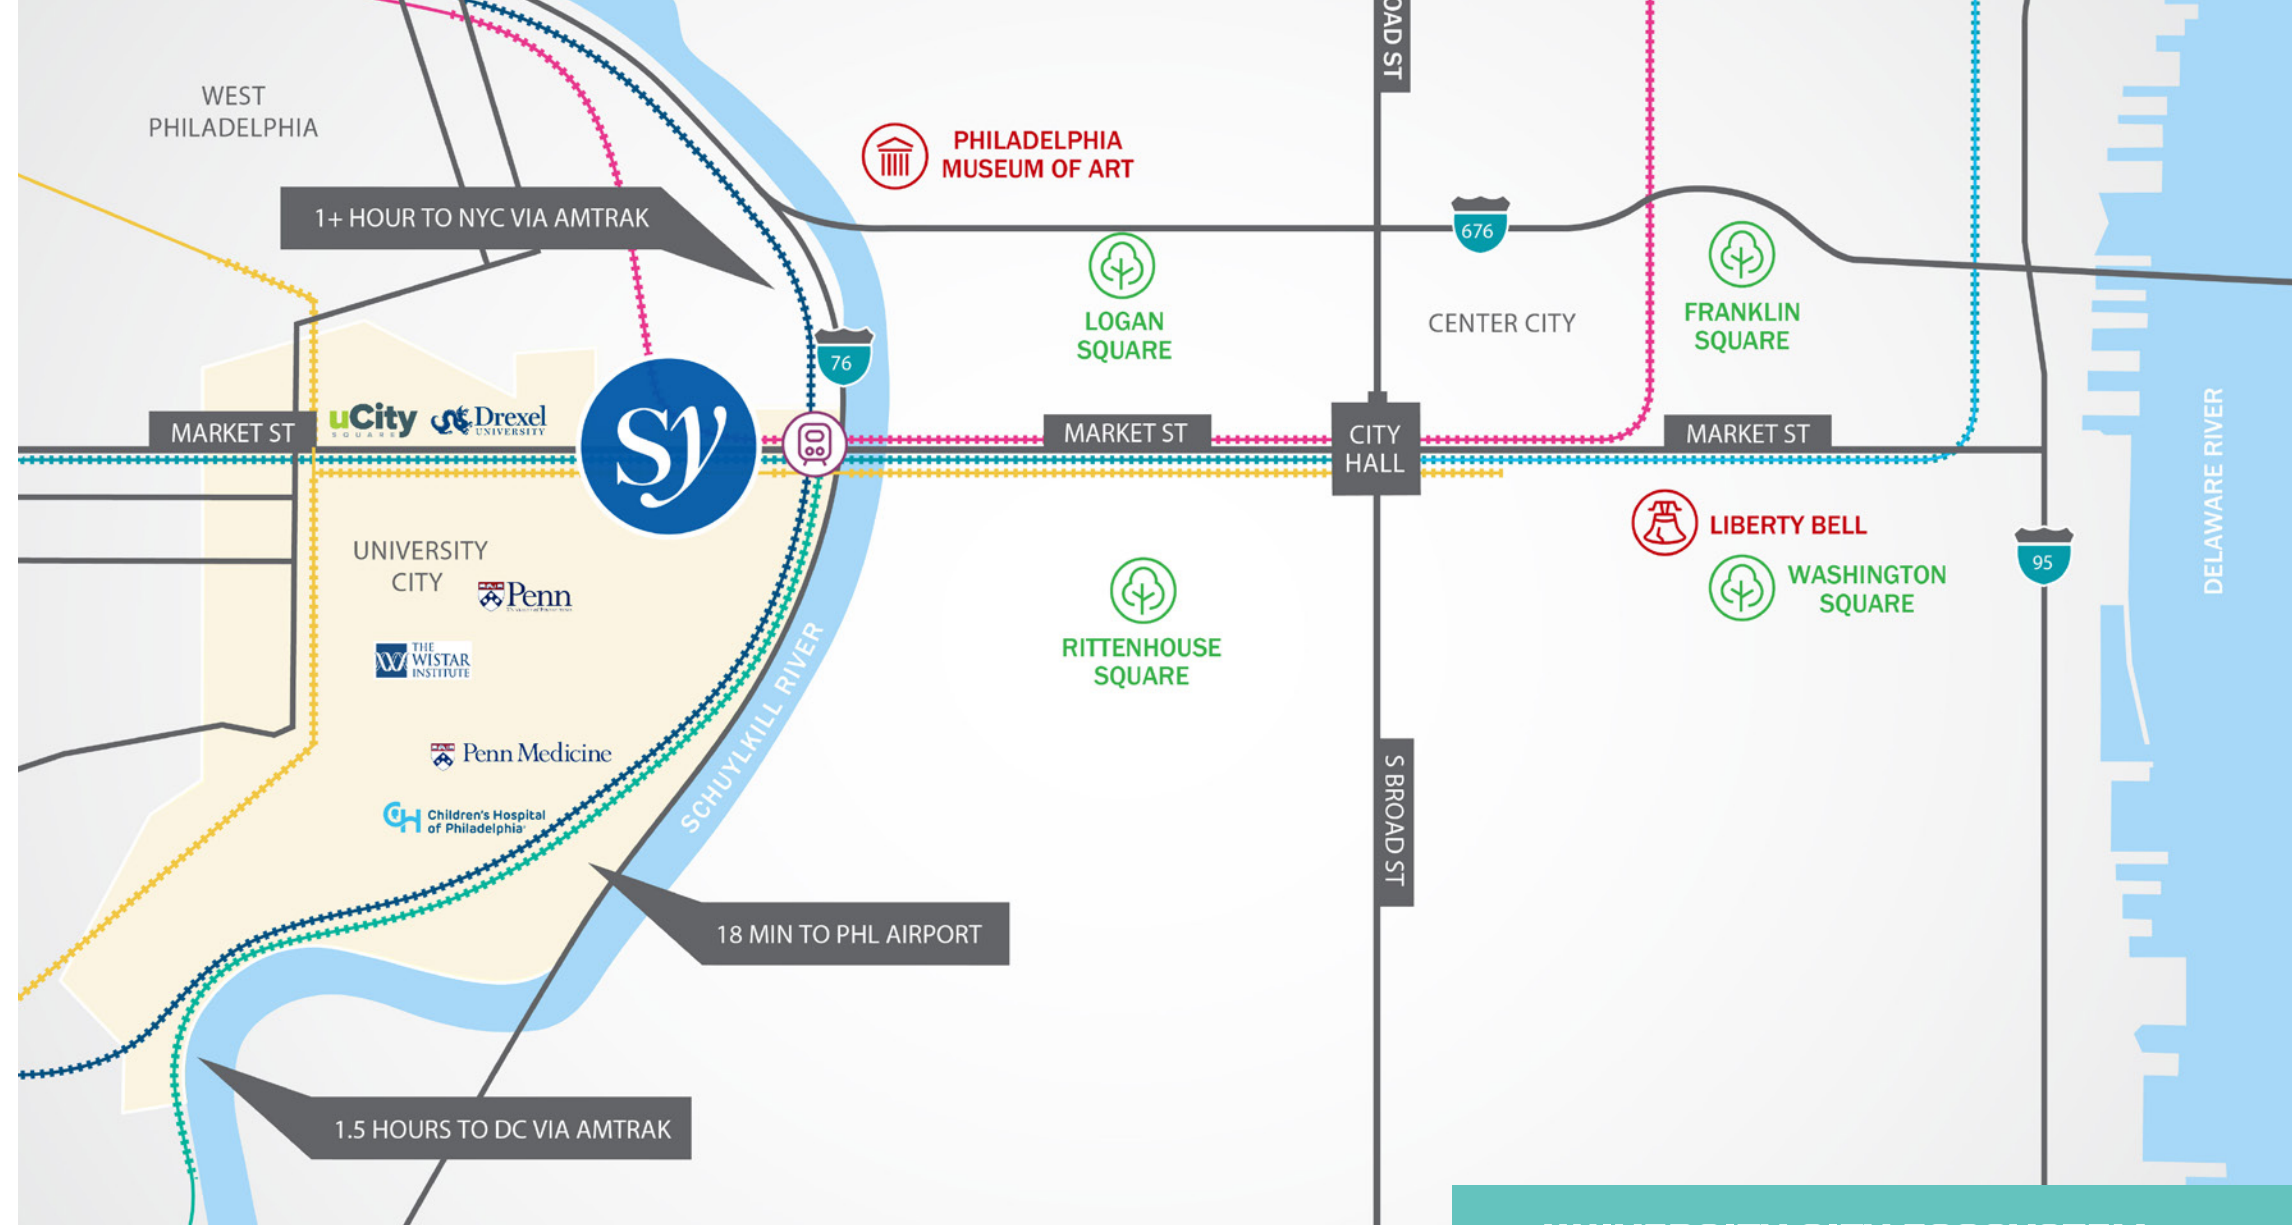 OAD ST
WEST
PHILADELPHIA
PHILADELPHIA
MUSEUM OF ART
1+ HOUR TO NYC VIA AMTRAK
676
LOGAN
SQUARE
CENTER CITY
FRANKLIN
SQUARE
76
uCity
SQUARE
Drexel
UNIVERSITY
MARKET ST
sy
MARKET ST
CITY
HALL
MARKET ST
DELAWARE RIVER
LIBERTY BELL
95
WASHINGTON
SQUARE
UNIVERSITY
CITY
Penn
THE
WISTAR
INSTITUTE
RITTENHOUSE
SQUARE
SCHUYLKILL RIVER
Penn Medicine
Children's Hospital
of Philadelphia
S BROAD ST
18 MIN TO PHL AIRPORT
1.5 HOURS TO DC VIA AMTRAK